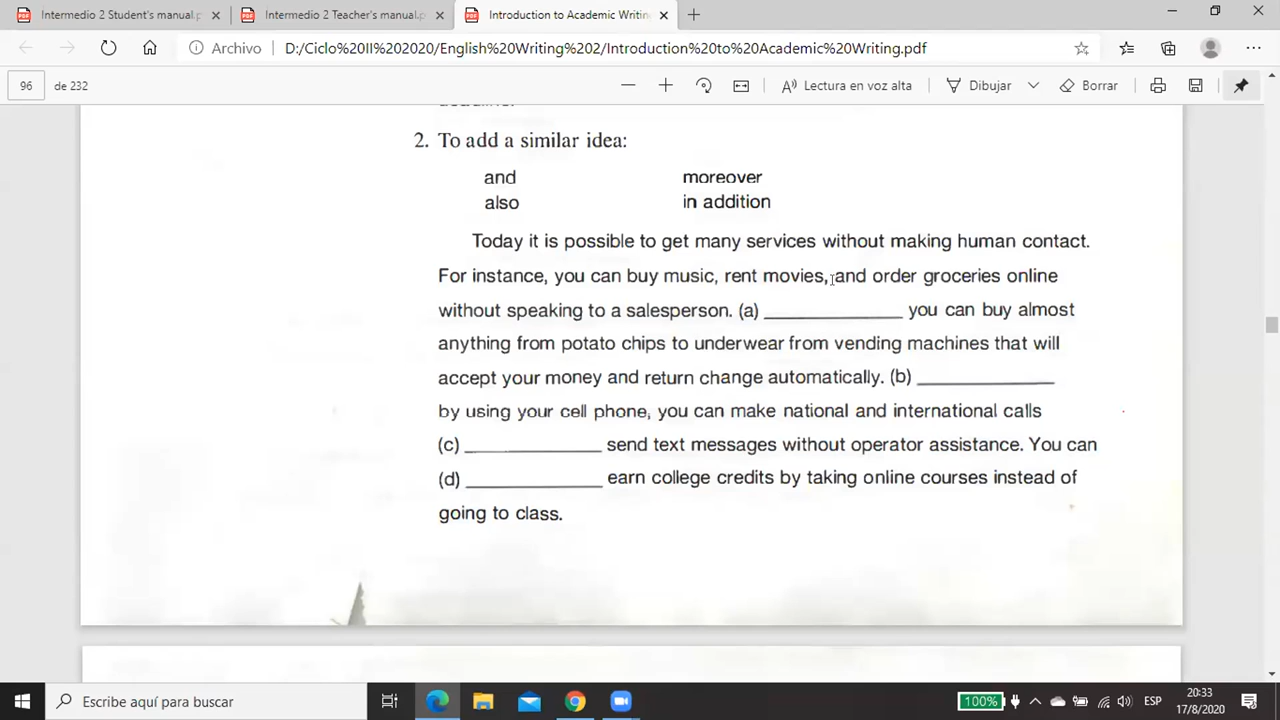 Intermedio 2 Student's manual.p
Intermedio 2 Teacher's manual.pd
Introduction to Academic Writing
Archivo D:/Ciclo%20II%202020/English%20Writing%202/Introduction%20to%20Academic%20Writing.pdf
96 de 232 Lectura en voz alta Dibujar Borrar
2. To add a similar idea:
and moreover
also in addition
Today it is possible to get many services without making human contact.
For instance, you can buy music, rent movies, and order groceries online
without speaking to a salesperson. (a) ______________ you can buy almost
anything from potato chips to underwear from vending machines that will
accept your money and return change automatically. (b) ______________
by using your cell phone, you can make national and international calls
(c) ______________ send text messages without operator assistance. You can
(d) ______________ earn college credits by taking online courses instead of
going to class.
Escribe aquí para buscar
100%
ESP
20:33
17/8/2020